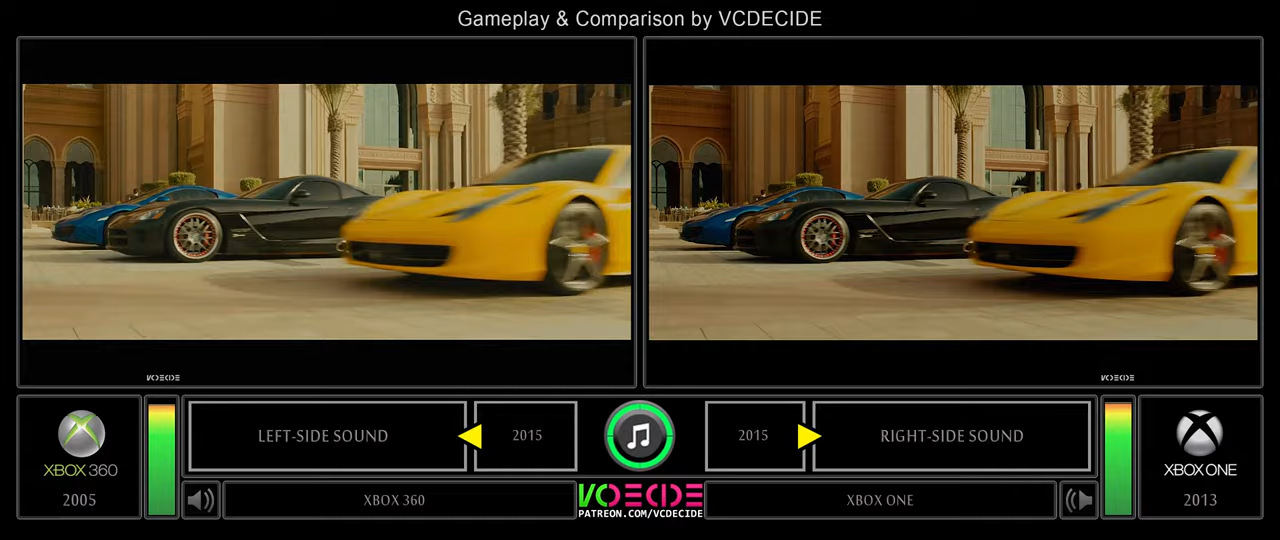 Gameplay & Comparison by VCDECIDE
VCDECIDE
VCDECIDE
XBOX 360
2005
LEFT-SIDE SOUND
2015
2015
RIGHT-SIDE SOUND
XBOX ONE
2013
XBOX 360
VCDECIDE
PATREON.COM/VCDECIDE
XBOX ONE